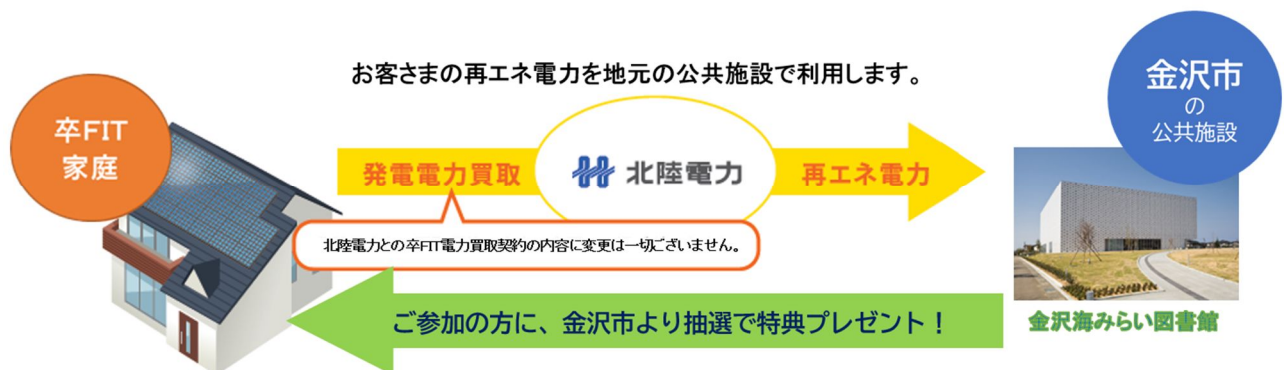 お客さまの再エネ電力を地元の公共施設で利用します。
卒FIT
家庭
発電電力買取
北陸電力
再エネ電力
金沢市
の
公共施設
北陸電力との卒FIT電力買取契約の内容に変更は一切ございません。
ご参加の方に、金沢市より抽選で特典プレゼント！
金沢海みらい図書館